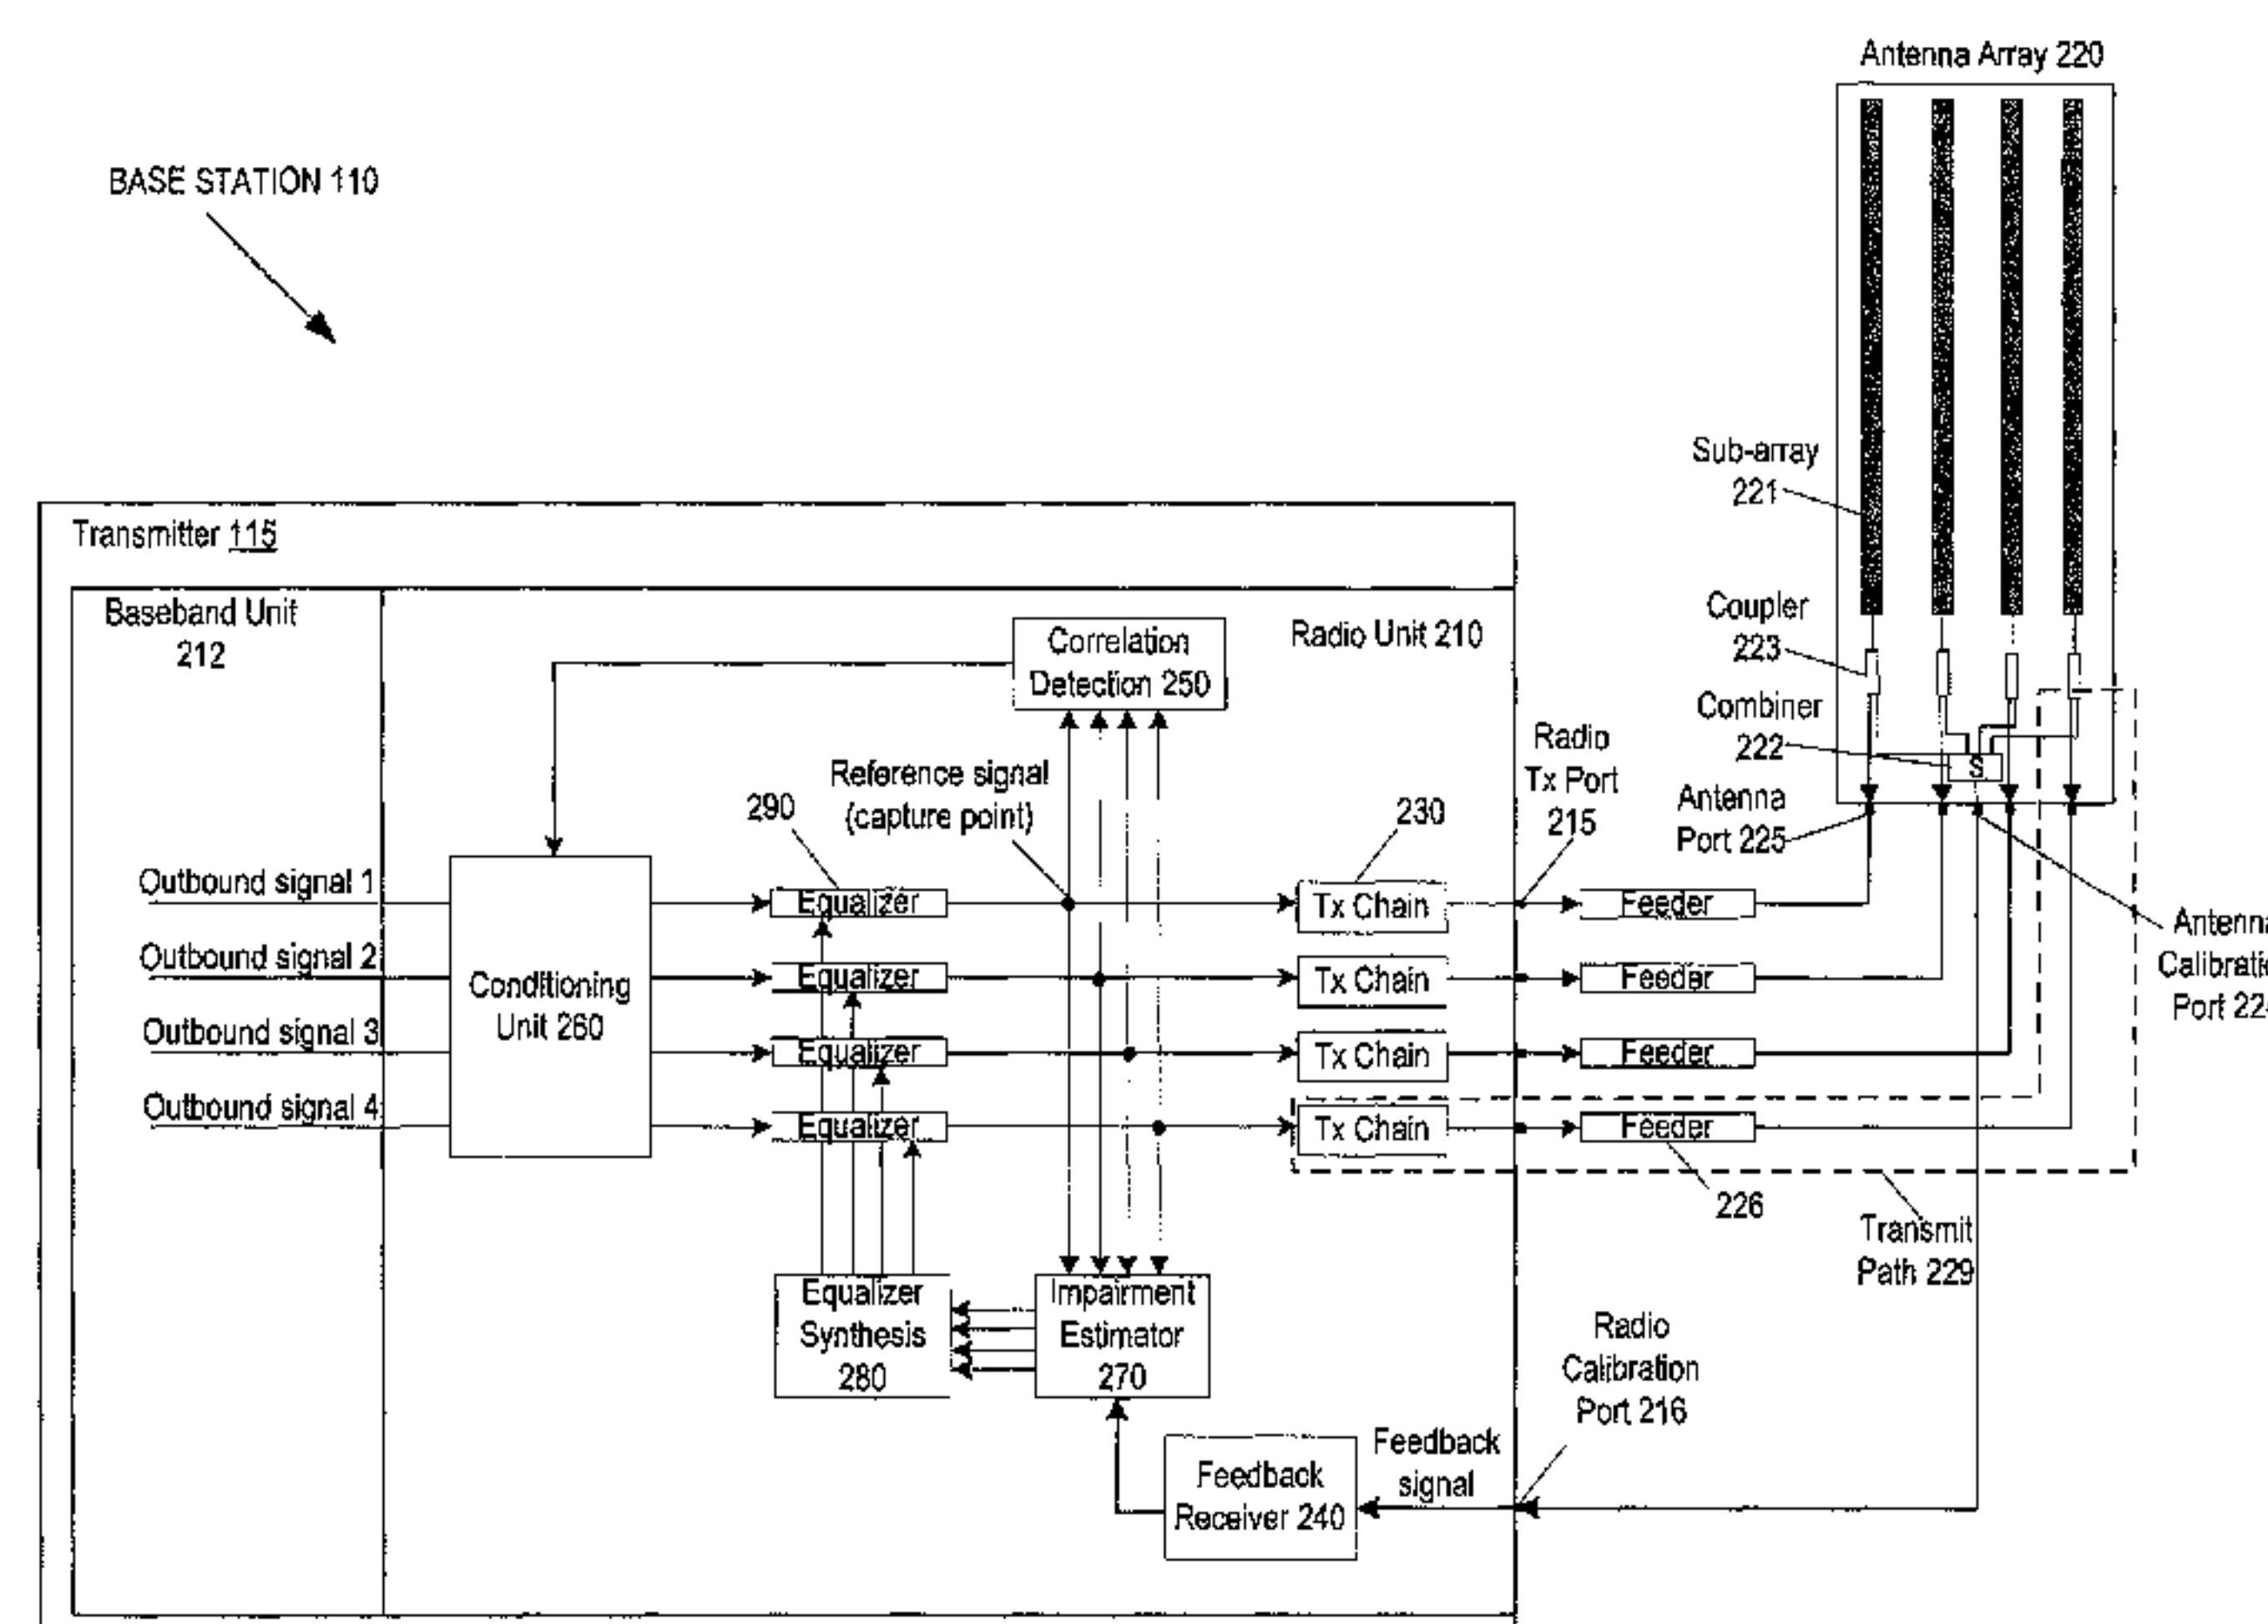 Antenna Array 220
BASE STATION 110
Sub-array
221
Transmitter 115
Baseband Unit
212
Correlation
Detection 250
Radio Unit 210
Coupler
223
Combiner
222
S
Radio
Tx Port
215
Antenna
Port 225
Reference signal
(capture point)
290
230
Outbound signal 1
Equalizer
Tx Chain
Feeder
Outbound signal 2
Equalizer
Tx Chain
Feeder
Conditioning
Unit 260
Outbound signal 3
Equalizer
Tx Chain
Feeder
Outbound signal 4
Equalizer
Tx Chain
Feeder
226
Antenna
Calibratio
Port 224
Transmit
Path 229
Equalizer
Synthesis
280
Impairment
Estimator
270
Radio
Calibration
Port 216
Feedback
Receiver 240
Feedback
signal